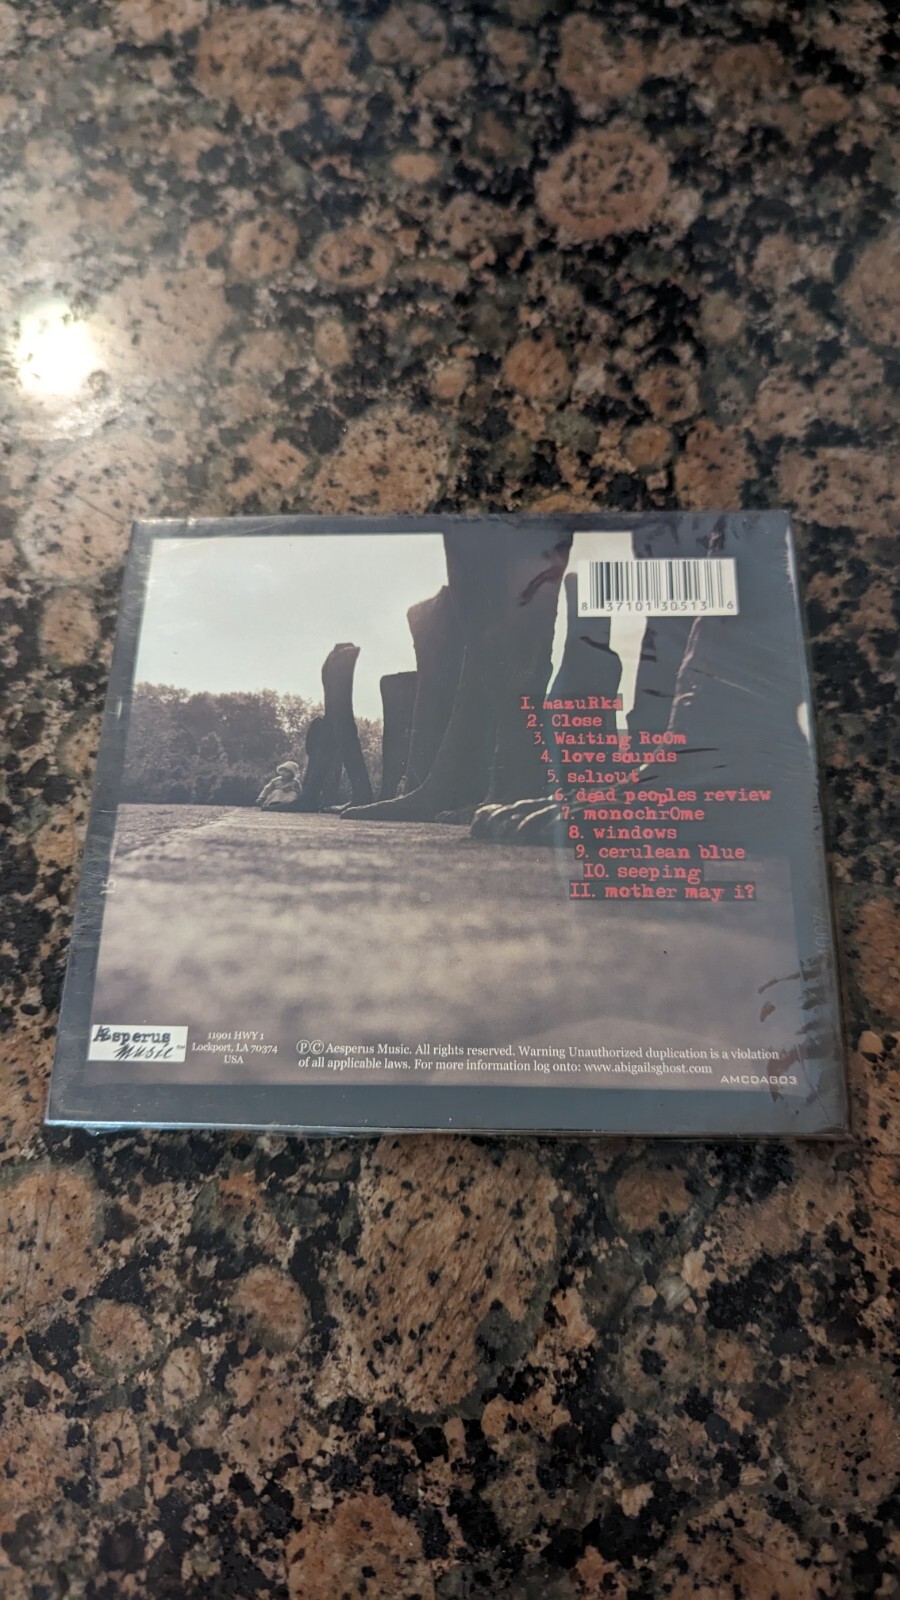 8 37101 30513 6
I. mazuRka
2. Close
3. Waiting RoOm
4. love sounds
5. sellout
6. dead peoples review
7. monochrOme
8. windows
9. cerulean blue
IO. seeping
II. mother may i?
Æsperus
music
11901 HWY 1
Lockport, LA 70374
USA
ⓅⒸ Aesperus Music. All rights reserved. Warning Unauthorized duplication is a violation
of all applicable laws. For more information log onto: www.abigailsghost.com
AMCDAG03